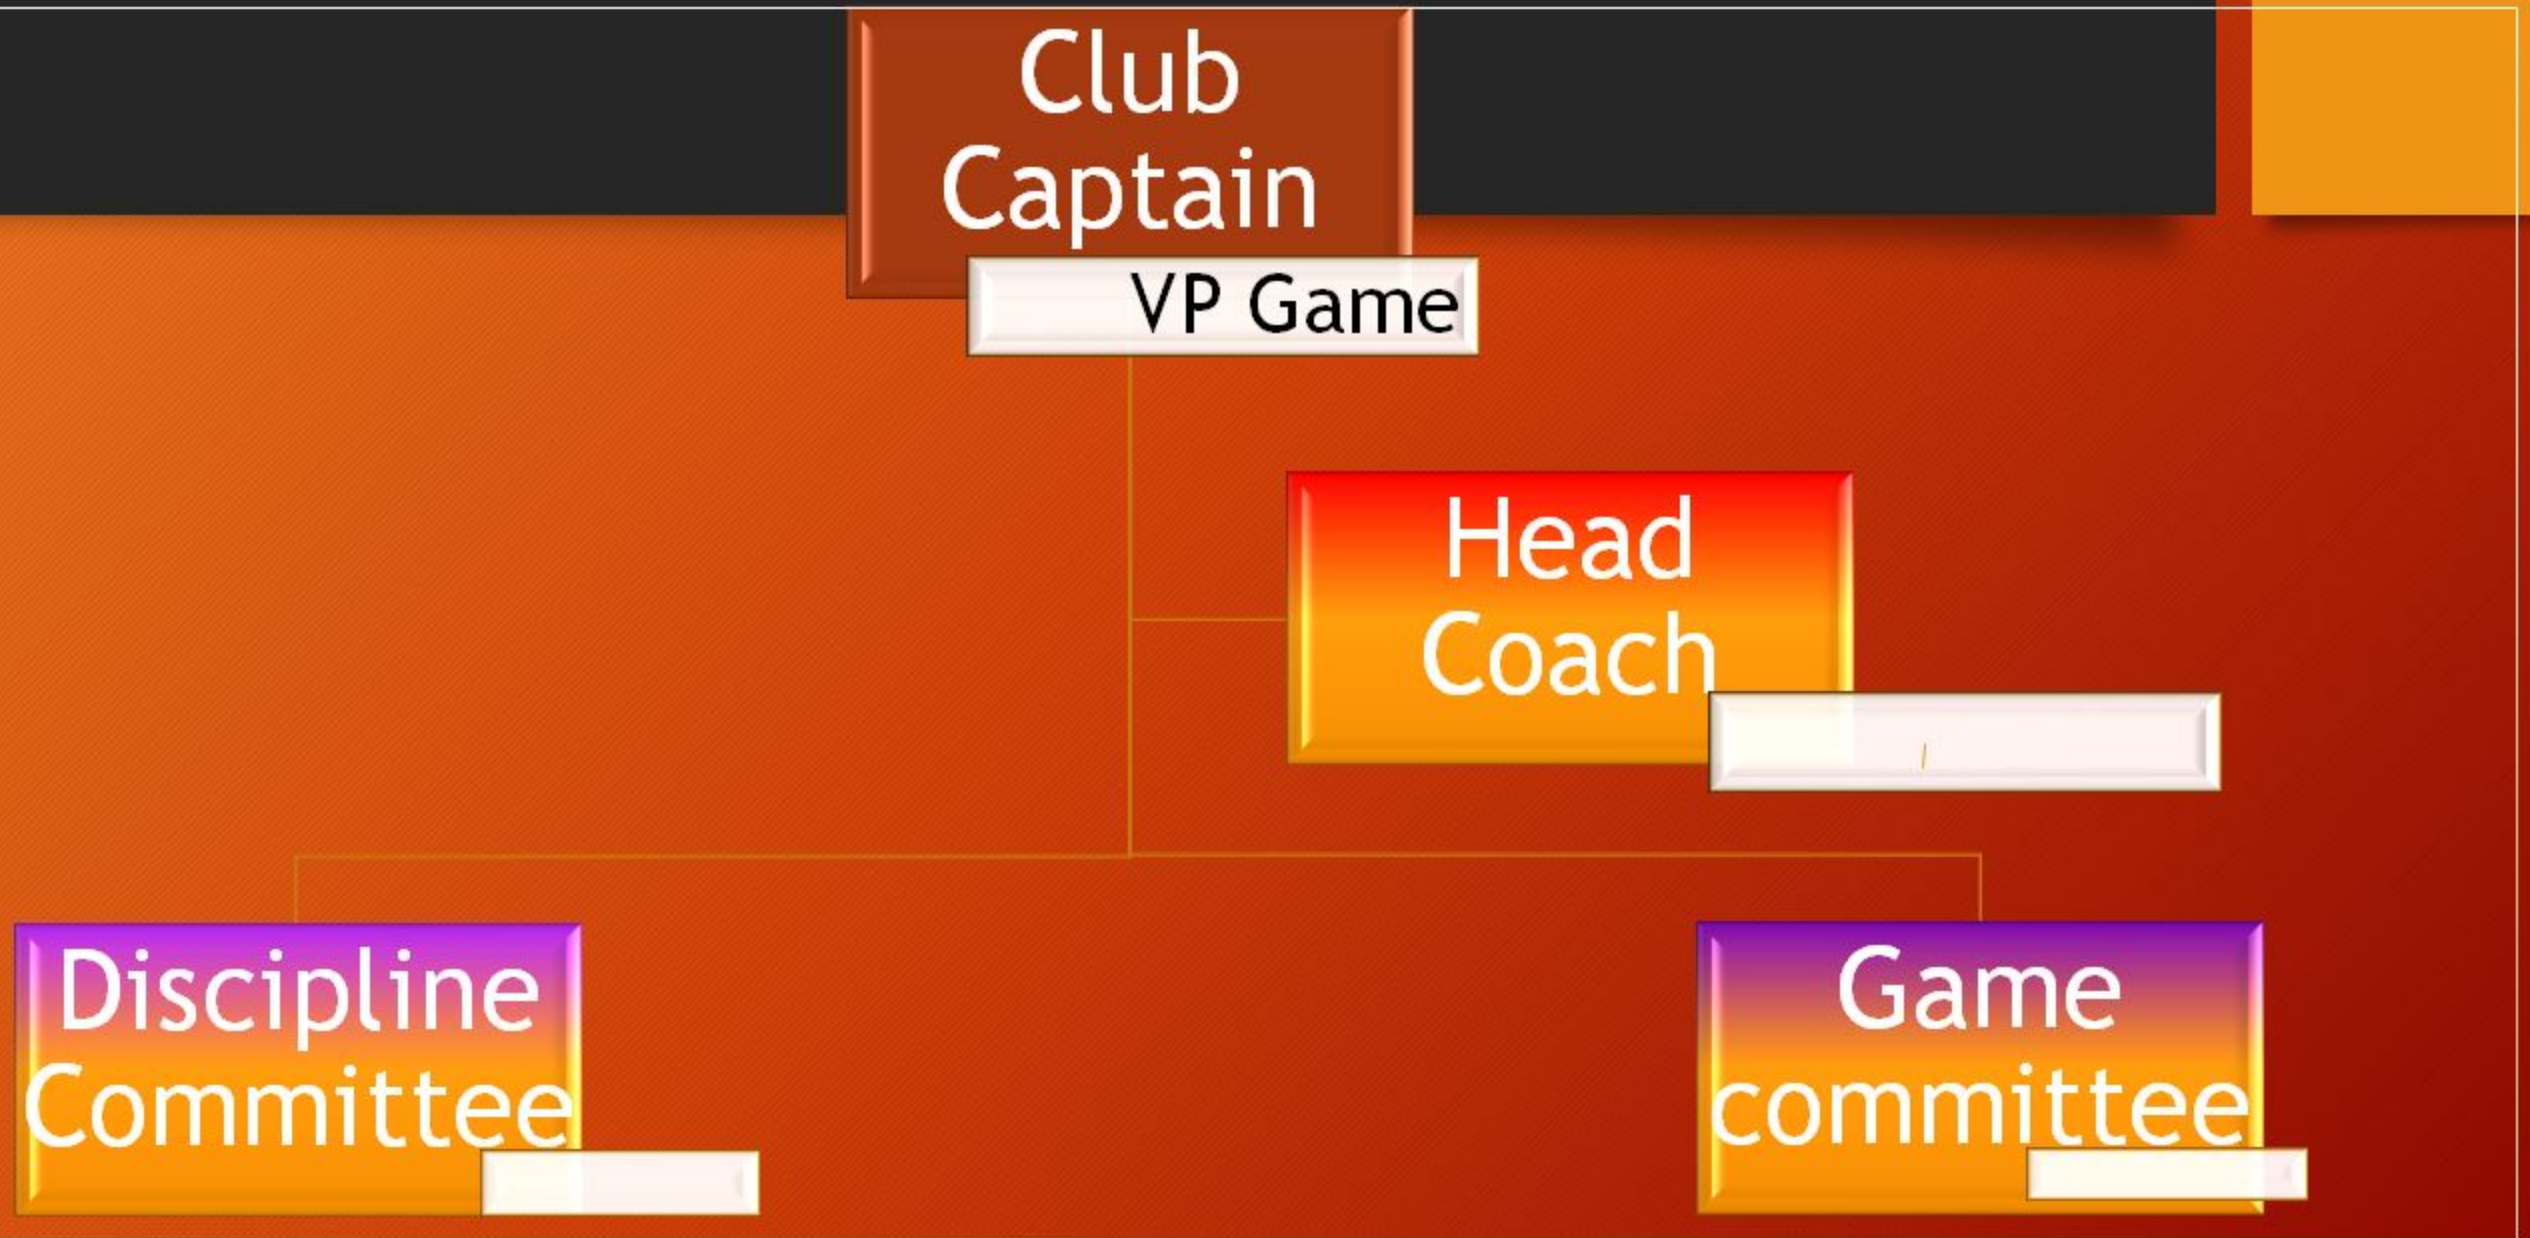 Club
Captain
VP Game
Head
Coach
Discipline
Committee
Game
committee